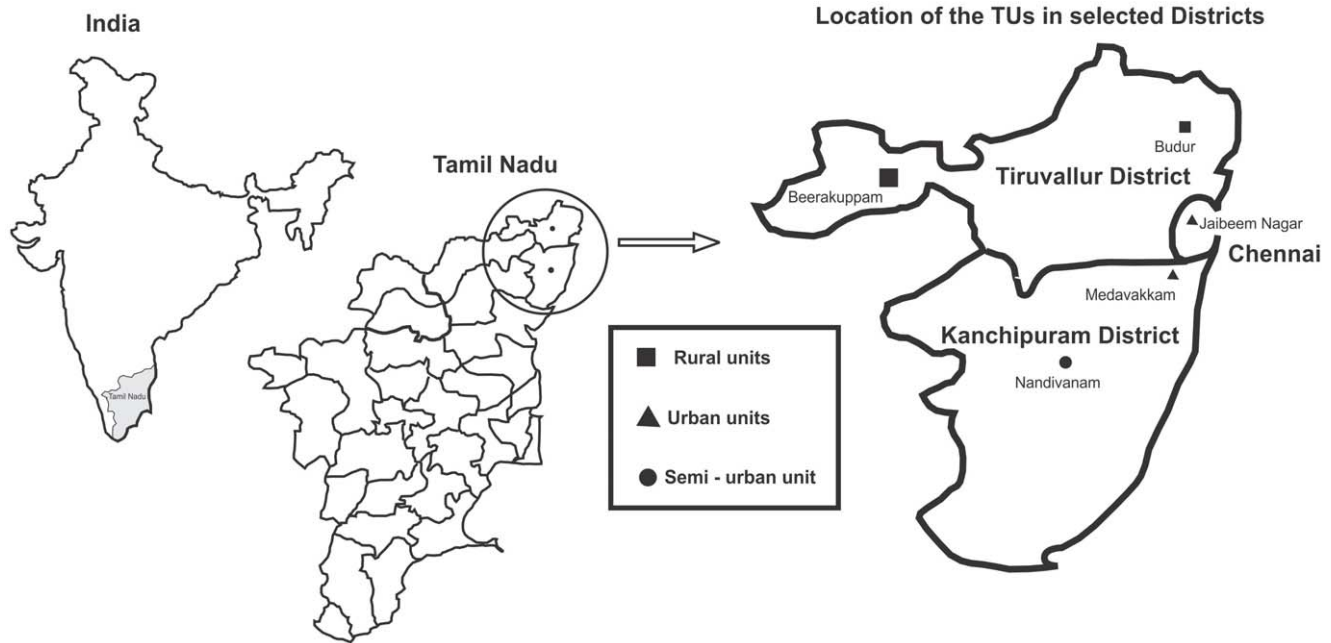 India
Tamil Nadu
Tamil Nadu
Location of the TUs in selected Districts
Budur
Tiruvallur District
Beerakuppam
Jaibeem Nagar
Chennai
Medavakkam
Kanchipuram District
Nandivanam
Rural units
Urban units
Semi - urban unit